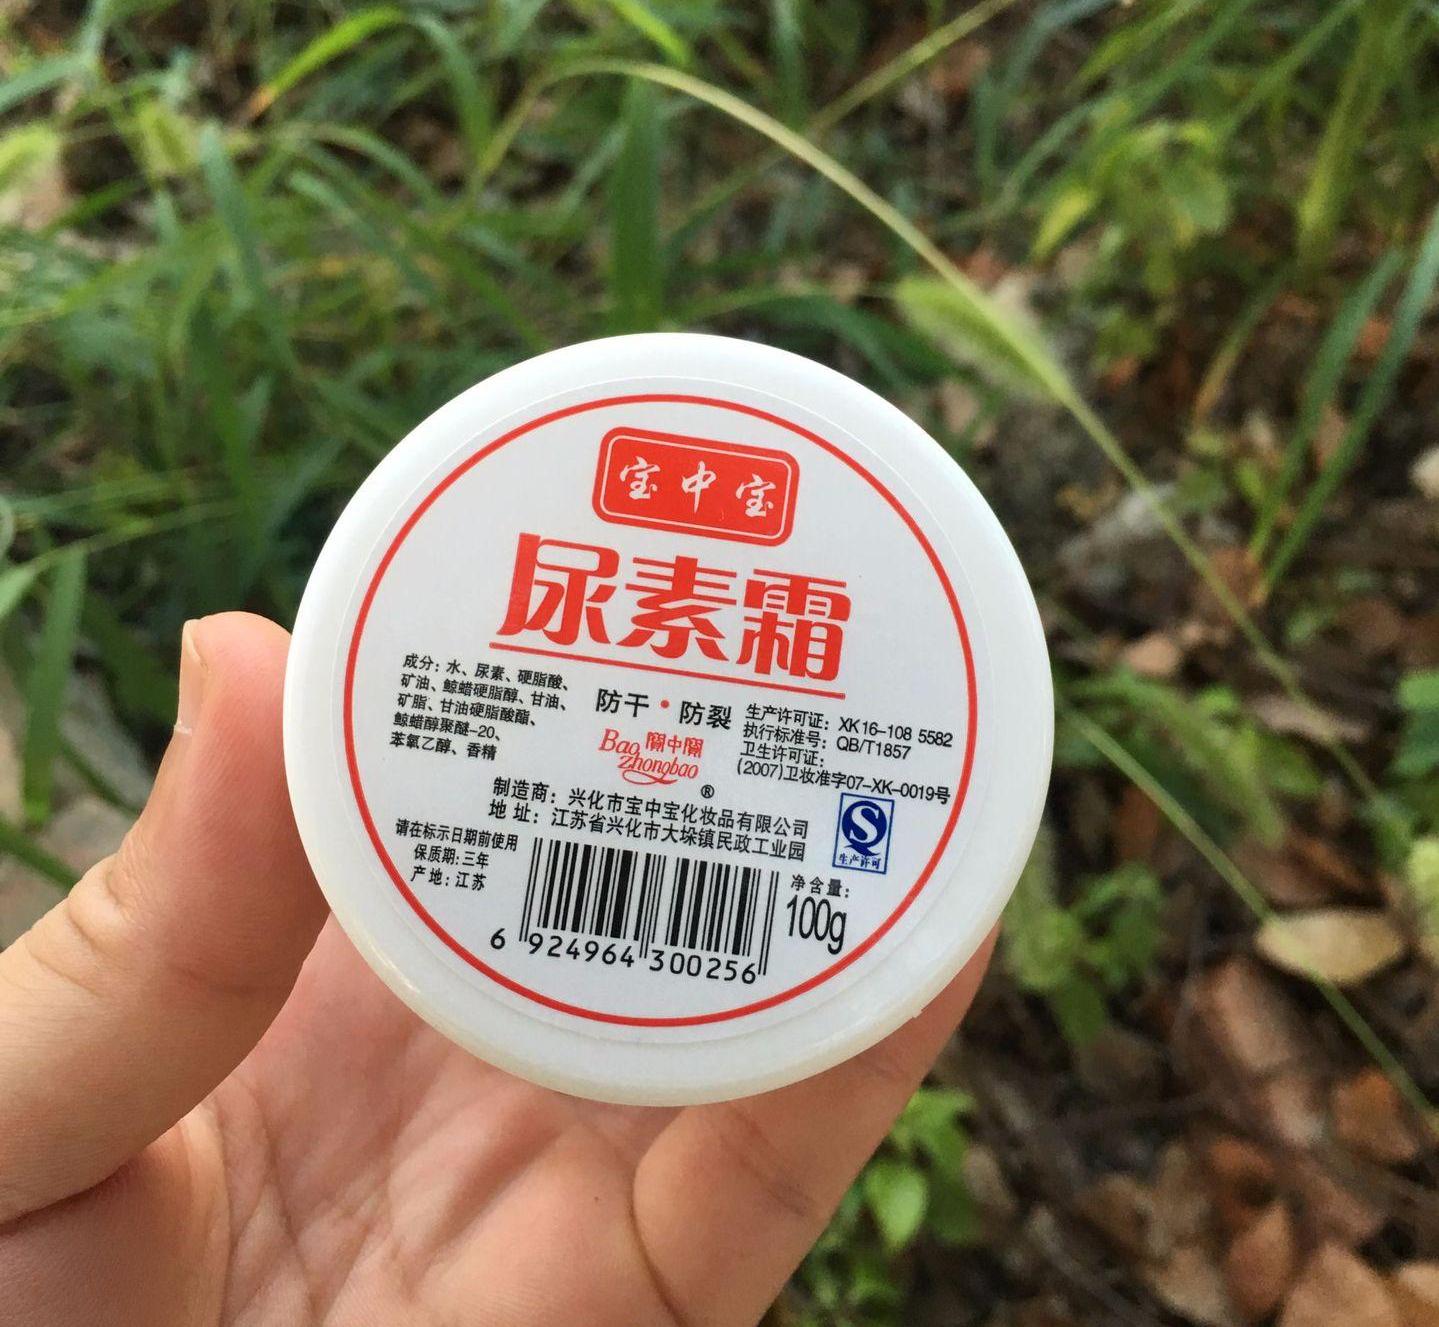 宝中宝
尿素霜
成分：水、尿素、硬脂酸、
矿油、鲸蜡硬脂醇、甘油、
矿脂、甘油硬脂酸酯、
鲸蜡醇聚醚-20、
苯氧乙醇、香精
防干·防裂
Bao
Zhongbao
®
生产许可证：XK16-108 5582
执行标准号：QB/T1857
卫生许可证：
(2007)卫妆准字07-XK-0019号
制造商：兴化市宝中宝化妆品有限公司
地址：江苏省兴化市大垛镇民政工业园
请在标示日期前使用
保质期:三年
产地:江苏
S
生产许可
净含量：
100g
6 924964 300256